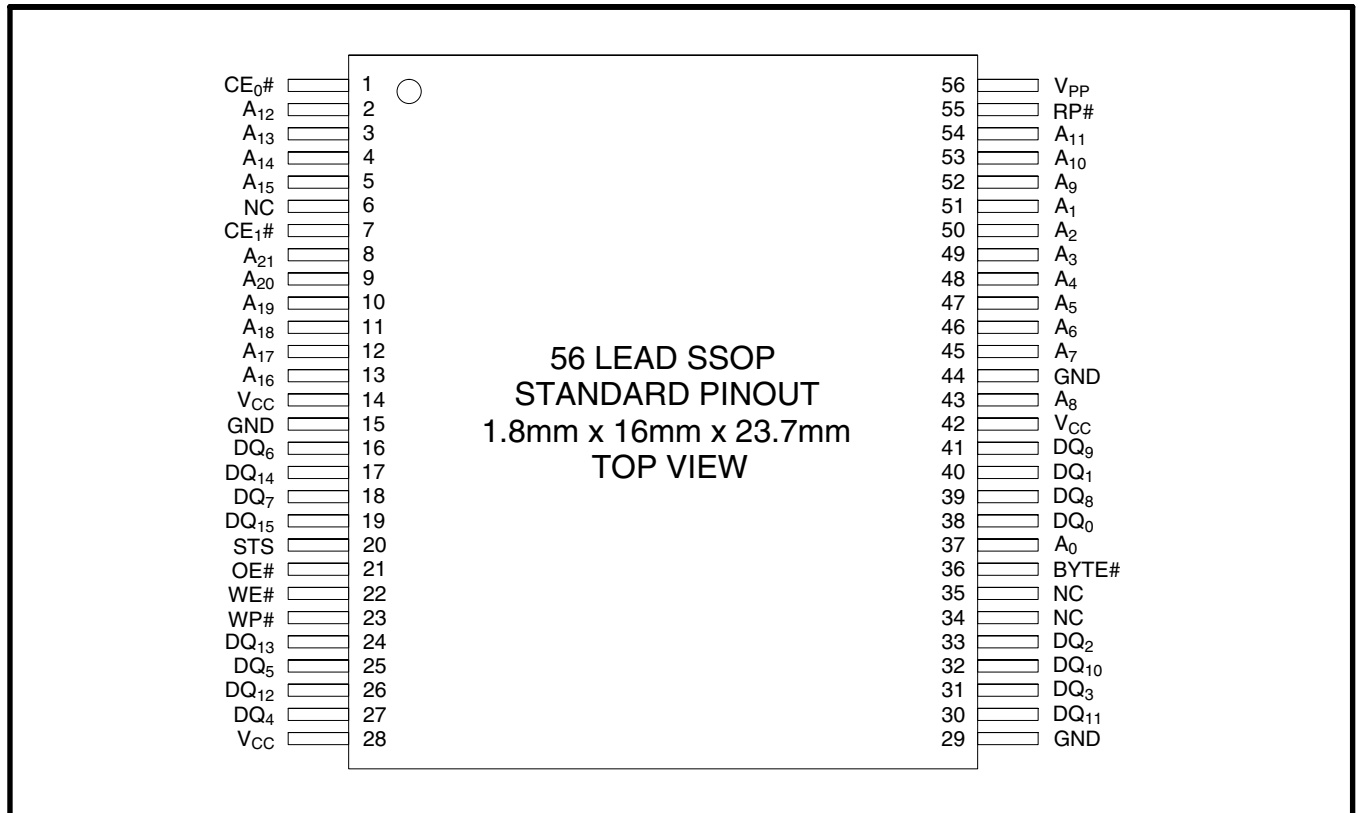 CE0# 1 56 VPP
A12 2 55 RP#
A13 3 54 A11
A14 4 53 A10
A15 5 52 A9
NC 6 51 A1
CE1# 7 50 A2
A21 8 49 A3
A20 9 48 A4
A19 10 47 A5
A18 11 46 A6
A17 12 45 A7
A16 13 44 GND
VCC 14 43 A8
GND 15 42 VCC
DQ6 16 41 DQ9
DQ14 17 40 DQ1
DQ7 18 39 DQ8
DQ15 19 38 DQ0
STS 20 37 A0
OE# 21 36 BYTE#
WE# 22 35 NC
WP# 23 34 NC
DQ13 24 33 DQ2
DQ5 25 32 DQ10
DQ12 26 31 DQ3
DQ4 27 30 DQ11
VCC 28 29 GND
56 LEAD SSOP
STANDARD PINOUT
1.8mm x 16mm x 23.7mm
TOP VIEW